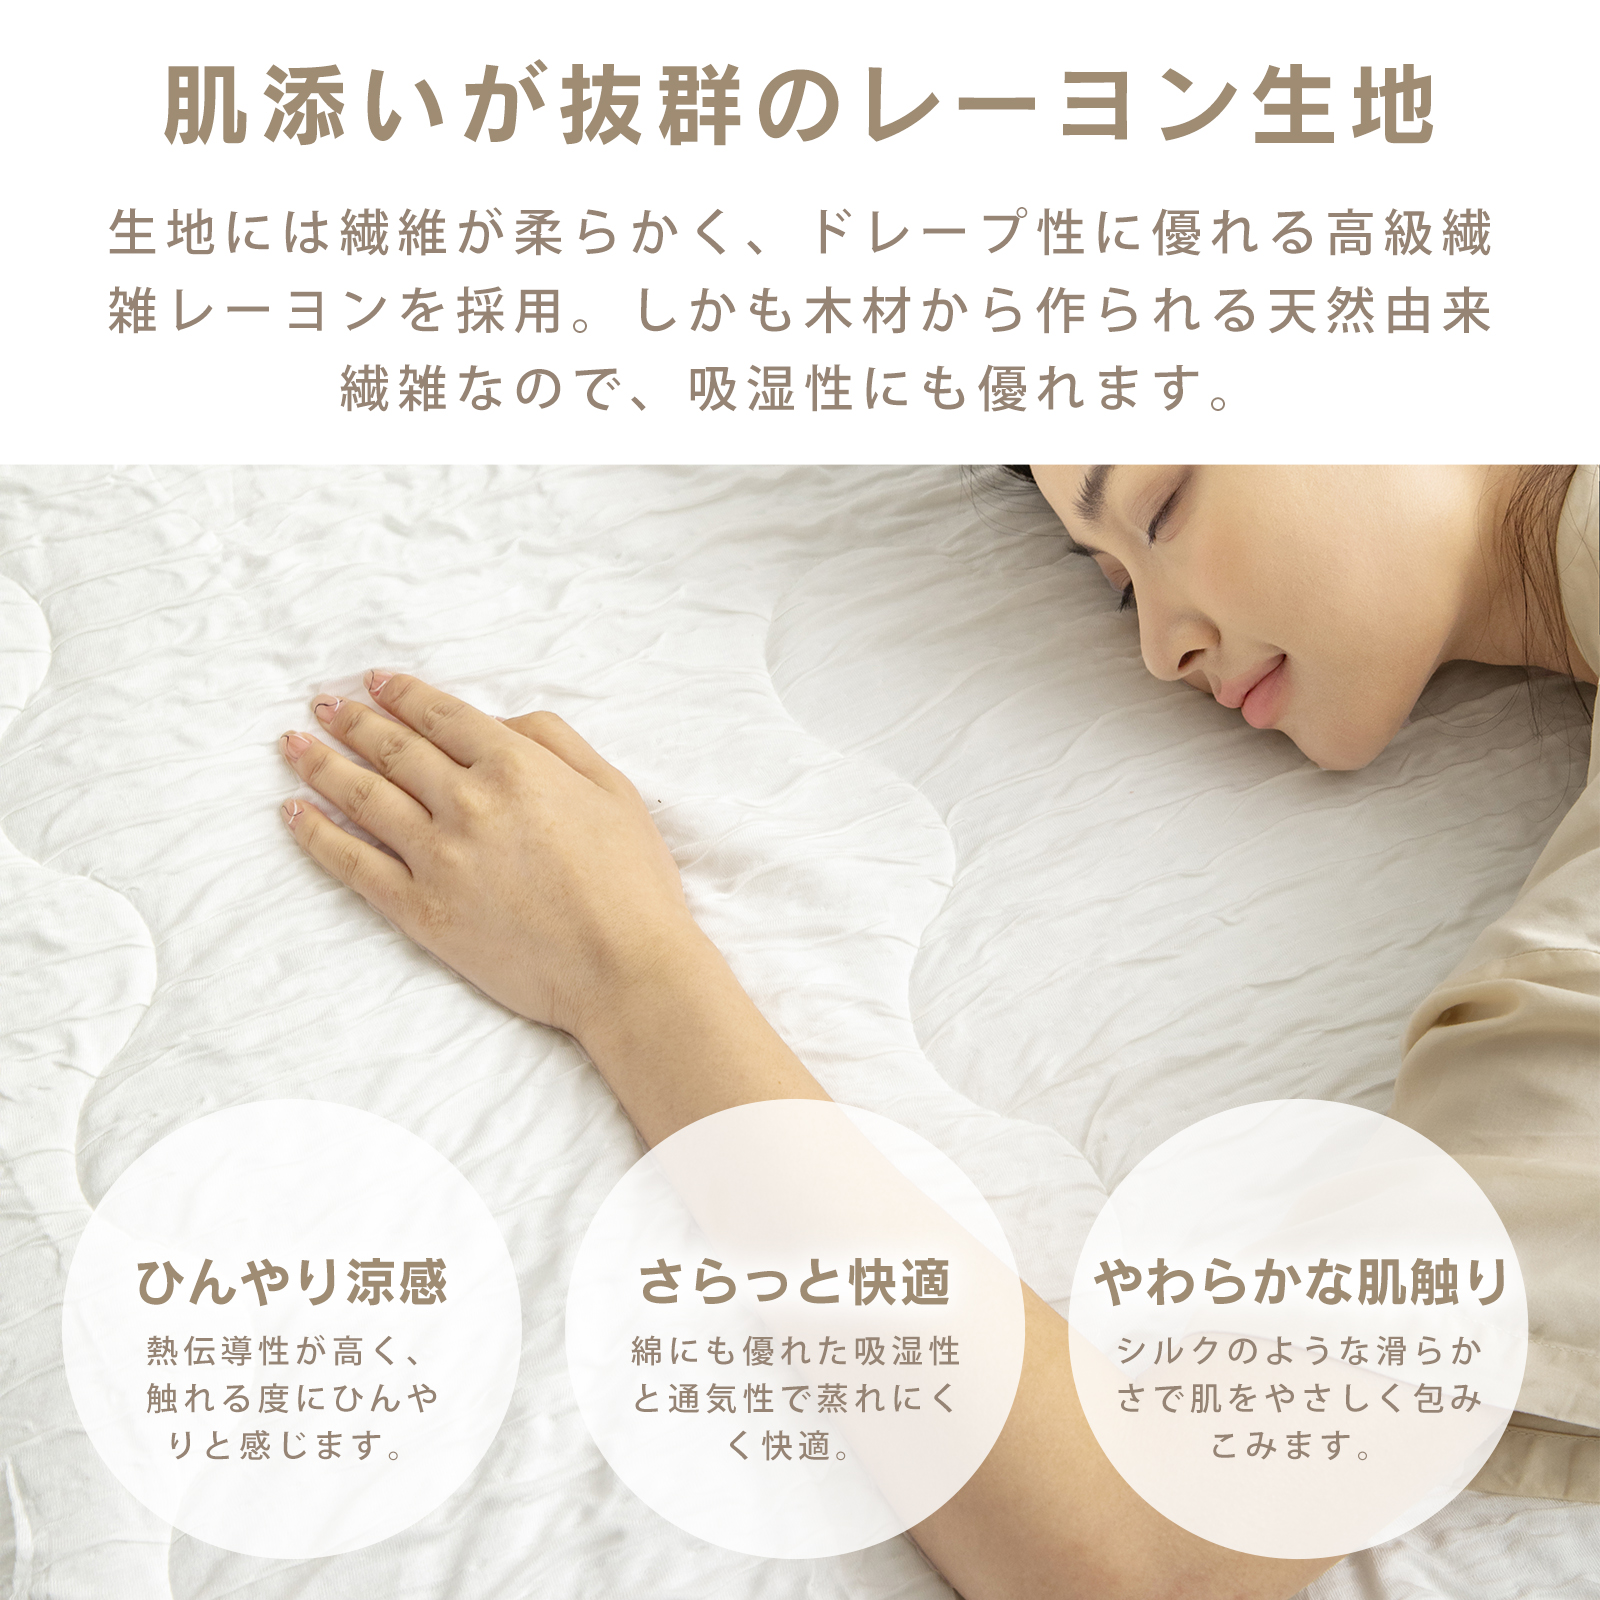 肌添いが抜群のレーヨン生地
生地には繊維が柔らかく、ドレープ性に優れる高級繊
雑レーヨンを採用。しかも木材から作られる天然由来
繊雑なので、吸湿性にも優れます。
ひんやり涼感
熱伝導性が高く、
触れる度にひんや
りと感じます。
さらっと快適
綿にも優れた吸湿性
と通気性で蒸れにく
く快適。
やわらかな肌触り
シルクのような滑らか
さで肌をやさしく包み
こみます。